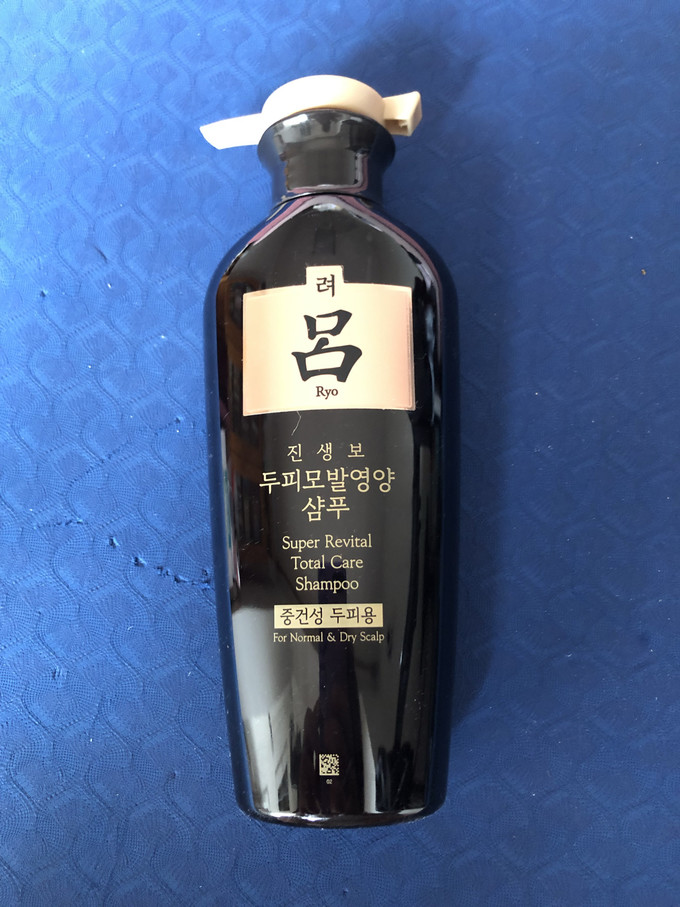 려
呂
Ryo
진생보
두피모발영양
샴푸
Super Revital
Total Care
Shampoo
중건성 두피용
For Normal & Dry Scalp